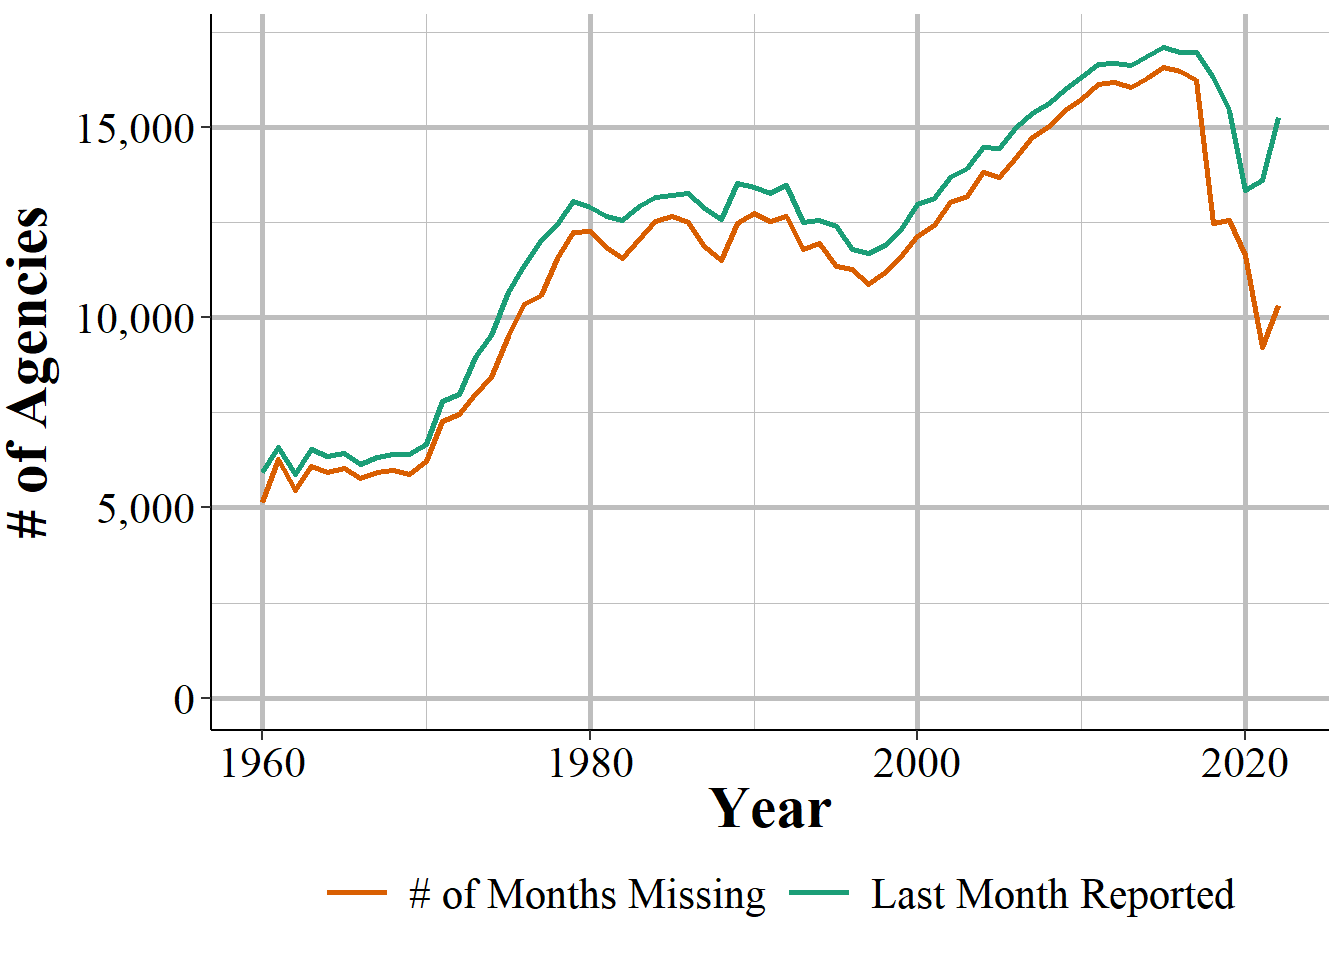 # of Agencies
15,000
10,000
5,000
0
1960 1980 2000 2020
Year
# of Months Missing Last Month Reported